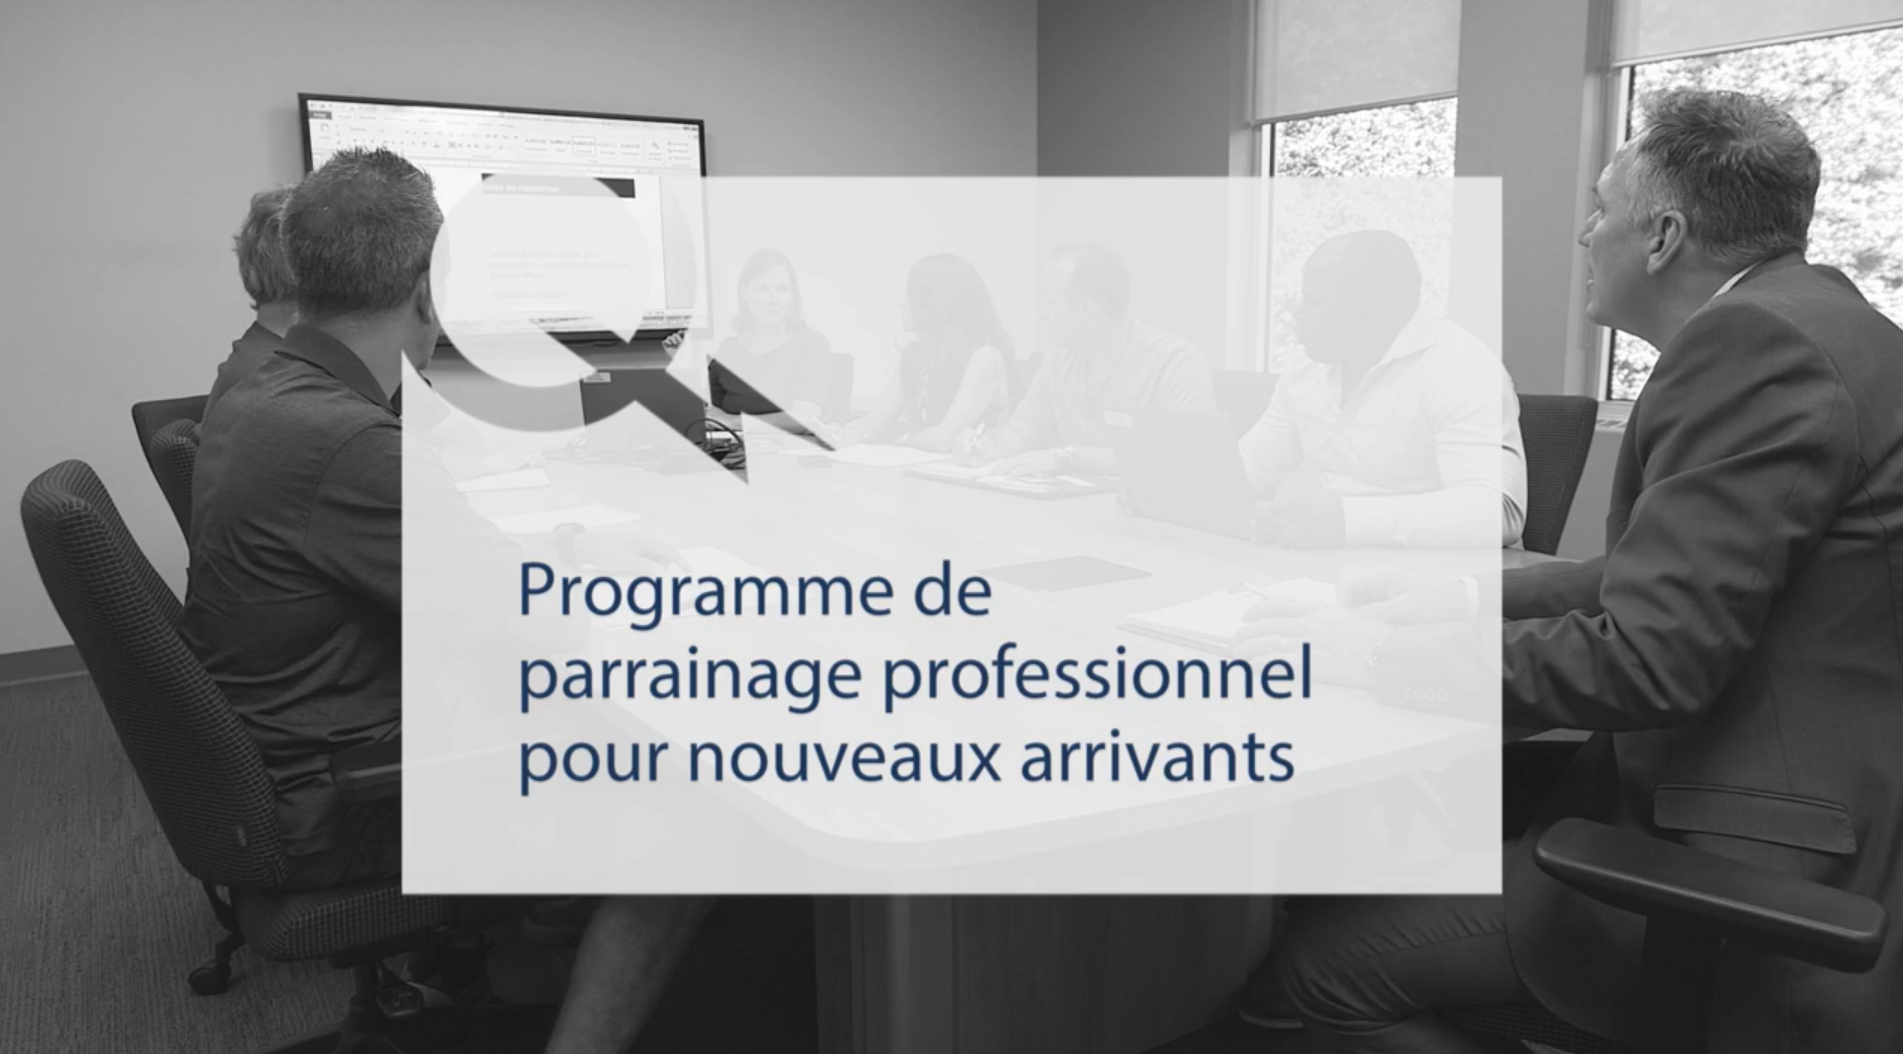 Programme de
parrainage professionnel
pour nouveaux arrivants